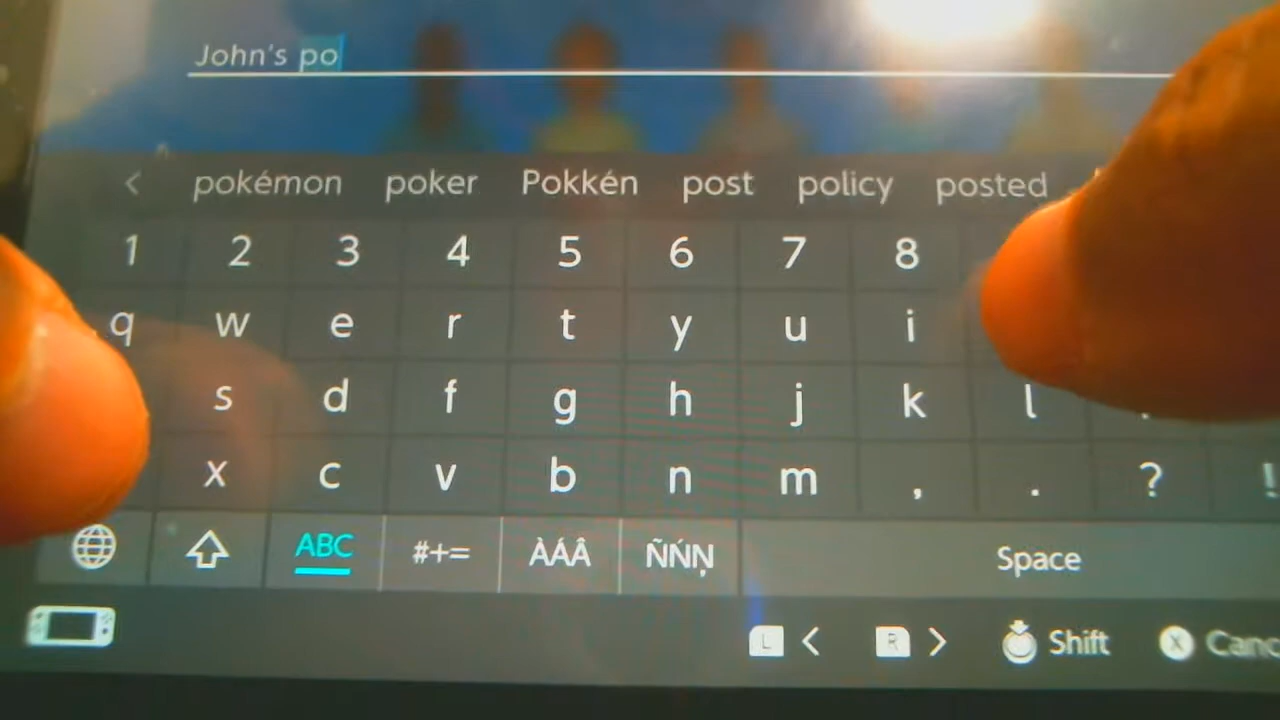 John's po
< pokémon poker Pokkén post policy posted
1 2 3 4 5 6 7 8
q w e r t y u i
s d f g h j k l
x c v b n m , . ? !
ABC #+= ÀÁÂ ÑŃṆ Space
L < R > Shift X